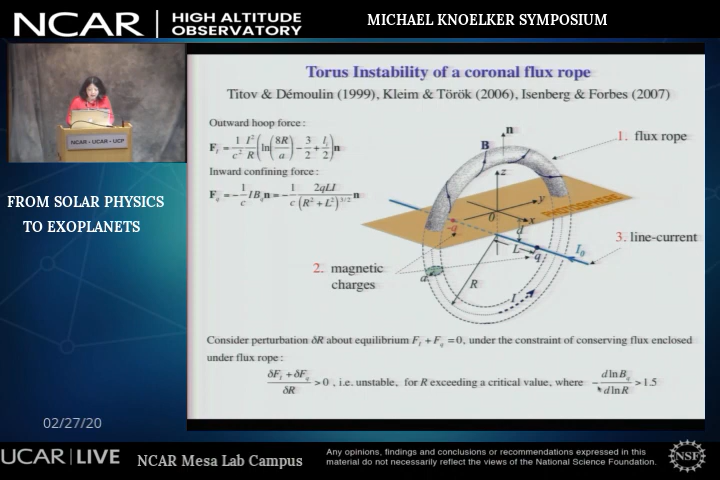 NCAR
HIGH ALTITUDE
OBSERVATORY
MICHAEL KNOELKER SYMPOSIUM
NCAR - UCAR - UCP
FROM SOLAR PHYSICS
TO EXOPLANETS
02/27/20
Torus Instability of a coronal flux rope
Titov & Démoulin (1999), Kleim & Török (2006), Isenberg & Forbes (2007)
Outward hoop force :
F_I = 1/c² I²/R (ln(8R/a) − 3/2 + l_i/2) n
Inward confining force :
F_q = −1/c I B_q n = −1/c 2qLI/(R² + L²)^{3/2} n
n
B
1. flux rope
z
y
0
x
PHOTOSPHERE
-q
d
3. line-current
L
q
I₀
2. magnetic
charges
a
R
I
Consider perturbation δR about equilibrium F_I + F_q = 0, under the constraint of conserving flux enclosed
under flux rope :
(δF_I + δF_q)/δR > 0 , i.e. unstable, for R exceeding a critical value, where − d ln B_q/d ln R > 1.5
UCAR | LIVE
NCAR Mesa Lab Campus
Any opinions, findings and conclusions or recommendations expressed in this
material do not necessarily reflect the views of the National Science Foundation.
NSF